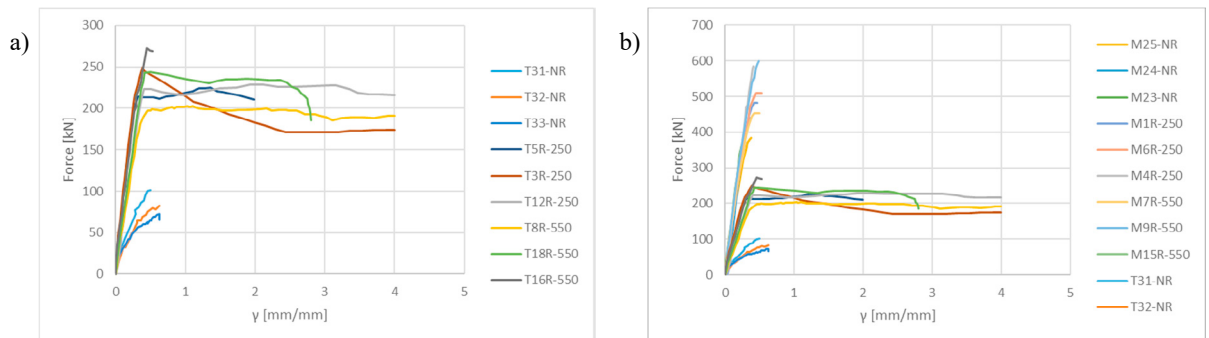 a)
300
250
200
150
100
50
0
0 1 2 3 4 5
Force [kN]
γ [mm/mm]
T31-NR
T32-NR
T33-NR
T5R-250
T3R-250
T12R-250
T8R-550
T18R-550
T16R-550
b)
700
600
500
400
300
200
100
0
0 1 2 3 4 5
Force [kN]
γ [mm/mm]
M25-NR
M24-NR
M23-NR
M1R-250
M6R-250
M4R-250
M7R-550
M9R-550
M15R-550
T31-NR
T32-NR